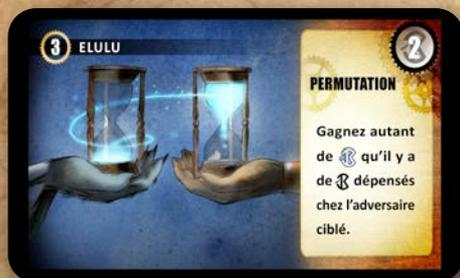 3 ELULU
2
PERMUTATION
Gagnez autant
de qu'il y a
de dépensés
chez l'adversaire
ciblé.